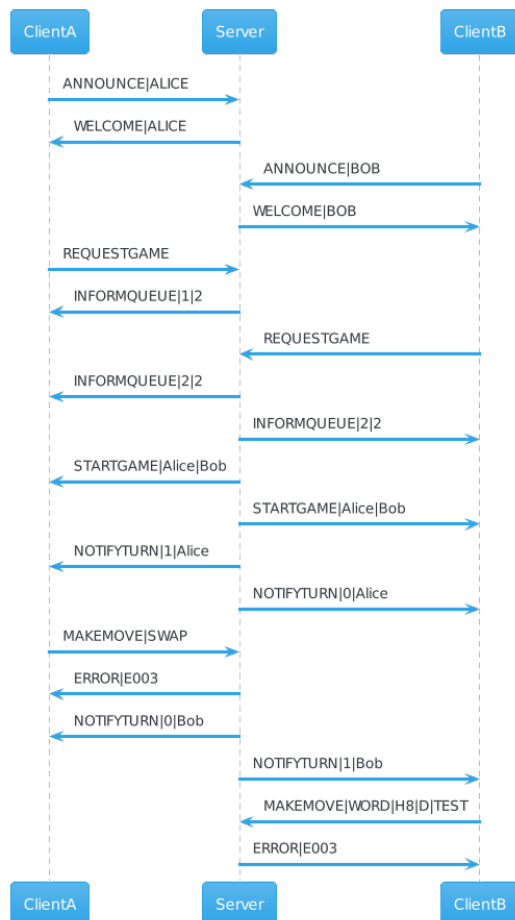 ClientA Server ClientB
ANNOUNCE|ALICE
WELCOME|ALICE
ANNOUNCE|BOB
WELCOME|BOB
REQUESTGAME
INFORMQUEUE|1|2
REQUESTGAME
INFORMQUEUE|2|2
INFORMQUEUE|2|2
STARTGAME|Alice|Bob
STARTGAME|Alice|Bob
NOTIFYTURN|1|Alice
NOTIFYTURN|0|Alice
MAKEMOVE|SWAP
ERROR|E003
NOTIFYTURN|0|Bob
NOTIFYTURN|1|Bob
MAKEMOVE|WORD|H8|D|TEST
ERROR|E003
ClientA Server ClientB